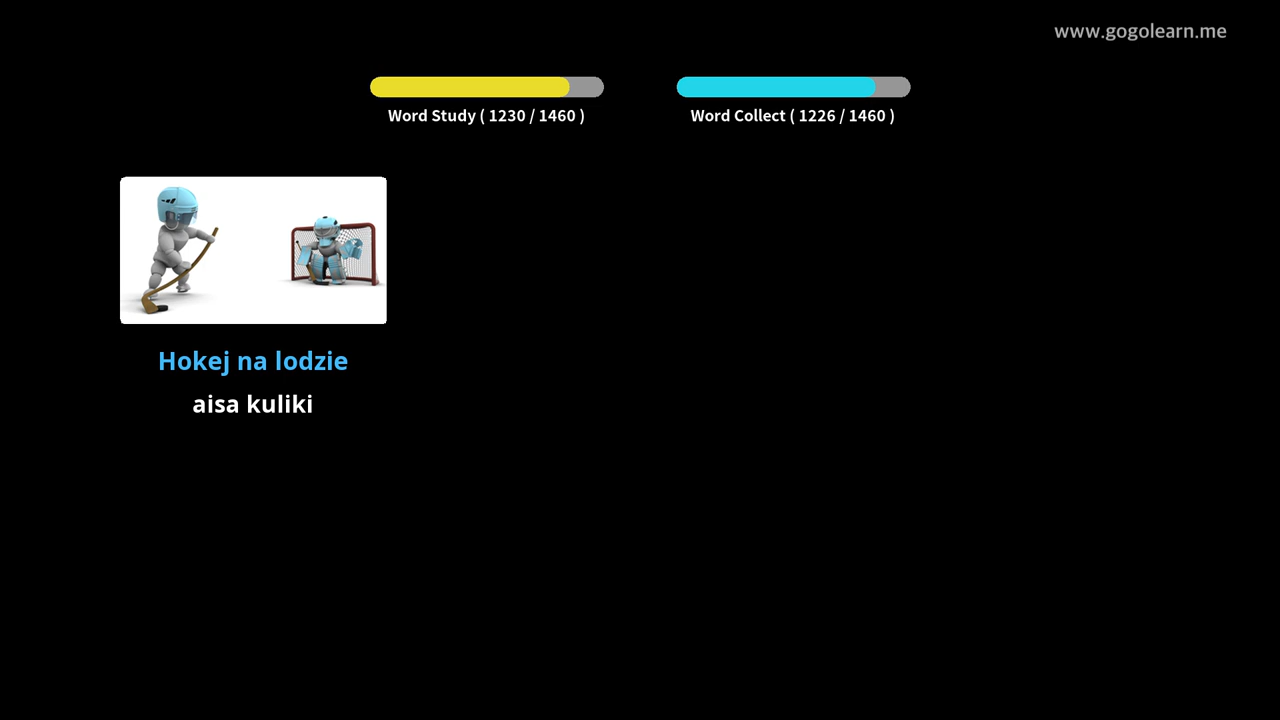 www.gogolearn.me
Word Study ( 1230 / 1460 )
Word Collect ( 1226 / 1460 )
Hokej na lodzie
aisa kuliki